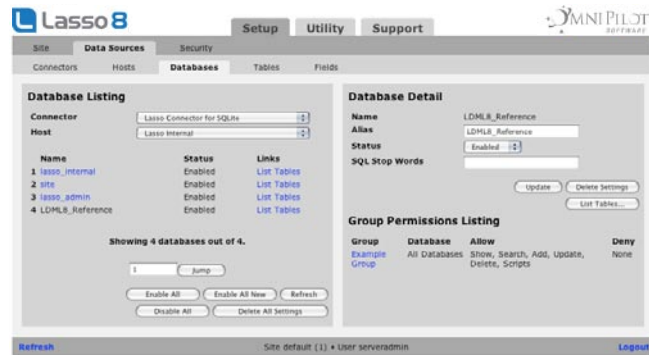 Lasso 8
Setup Utility Support
OMNIPILOT
SOFTWARE
Site Data Sources Security
Connectors Hosts Databases Tables Fields
Database Listing
Connector Lasso Connector for SQLite
Host Lasso Internal
Name Status Links
1 lasso_internal Enabled List Tables
2 site Enabled List Tables
3 lasso_admin Enabled List Tables
4 LDML8_Reference Enabled List Tables
Showing 4 databases out of 4.
1 Jump
Enable All Enable All New Refresh
Disable All Delete All Settings
Database Detail
Name LDML8_Reference
Alias LDML8_Reference
Status Enabled
SQL Stop Words
Update Delete Settings
List Tables...
Group Permissions Listing
Group Database Allow Deny
Example All Databases Show, Search, Add, Update, None
Group Delete, Scripts
Refresh Site default (1) • User serveradmin Logout